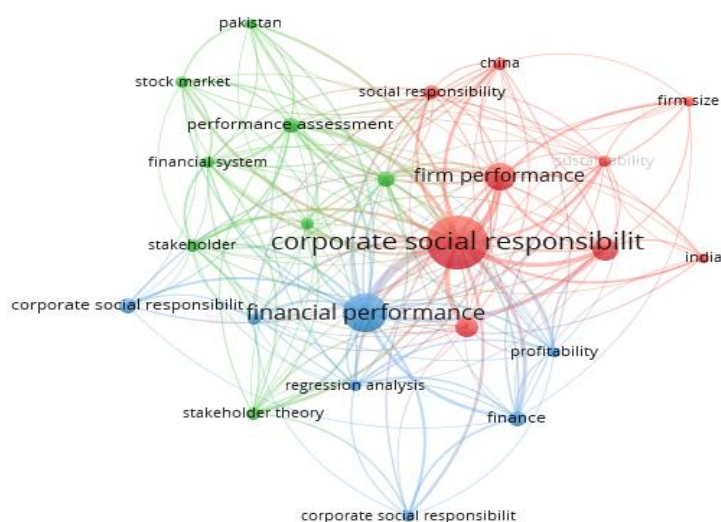 pakistan
china
stock market
social responsibility
firm size
performance assessment
financial system
sustainability
firm performance
stakeholder
corporate social responsibilit
india
corporate social responsibilit
financial performance
profitability
regression analysis
stakeholder theory
finance
corporate social responsibilit